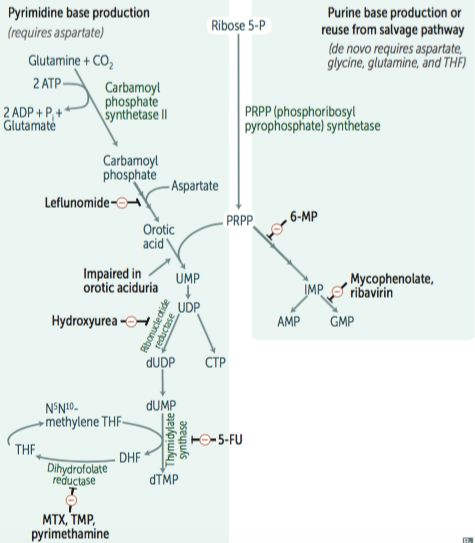 Pyrimidine base production
(requires aspartate)
Glutamine + CO₂
2 ATP
Carbamoyl
phosphate
synthetase II
2 ADP + Pᵢ +
Glutamate
Carbamoyl
phosphate
Aspartate
Leflunomide
Orotic
acid
Impaired in
orotic aciduria
UMP
UDP
Hydroxyurea
Ribonucleotide
reductase
dUDP
CTP
dUMP
N⁵N¹⁰-
methylene THF
THF
DHF
Thymidylate
synthase
5-FU
dTMP
Dihydrofolate
reductase
MTX, TMP,
pyrimethamine
Ribose 5-P
Purine base production or
reuse from salvage pathway
(de novo requires aspartate,
glycine, glutamine, and THF)
PRPP (phosphoribosyl
pyrophosphate) synthetase
PRPP
6-MP
IMP
Mycophenolate,
ribavirin
AMP
GMP